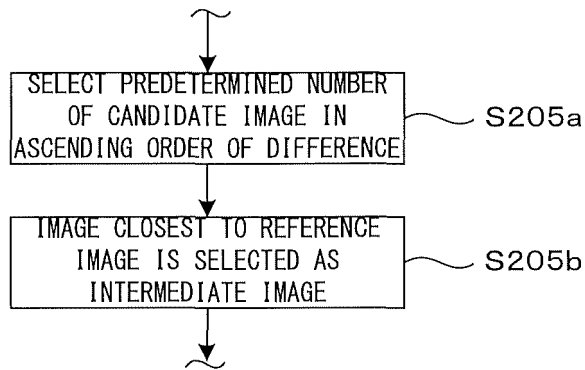 SELECT PREDETERMINED NUMBER
OF CANDIDATE IMAGE IN
ASCENDING ORDER OF DIFFERENCE
S205a
IMAGE CLOSEST TO REFERENCE
IMAGE IS SELECTED AS
INTERMEDIATE IMAGE
S205b